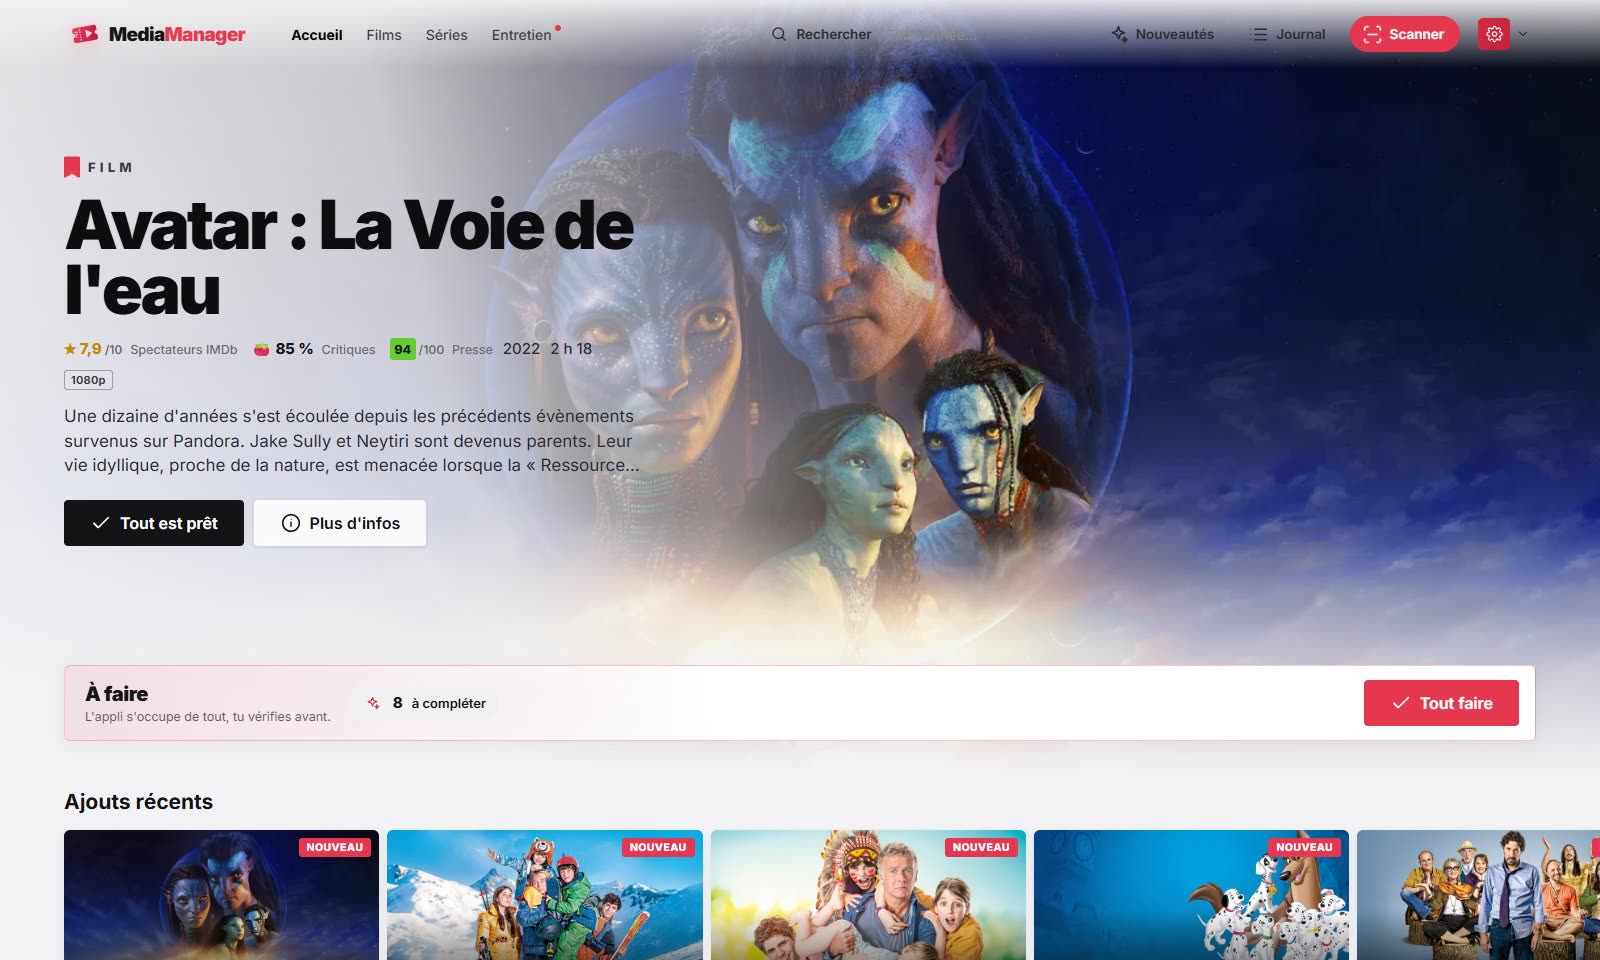 MediaManager Accueil Films Séries Entretien Rechercher Nouveautés Journal Scanner
FILM
Avatar : La Voie de
l'eau
7,9 /10 Spectateurs IMDb 85 % Critiques 94 /100 Presse 2022 2 h 18
1080p
Une dizaine d'années s'est écoulée depuis les précédents évènements
survenus sur Pandora. Jake Sully et Neytiri sont devenus parents. Leur
vie idyllique, proche de la nature, est menacée lorsque la « Ressource...
Tout est prêt Plus d'infos
À faire
L'appli s'occupe de tout, tu vérifies avant.
8 à compléter
Tout faire
Ajouts récents
NOUVEAU NOUVEAU NOUVEAU NOUVEAU